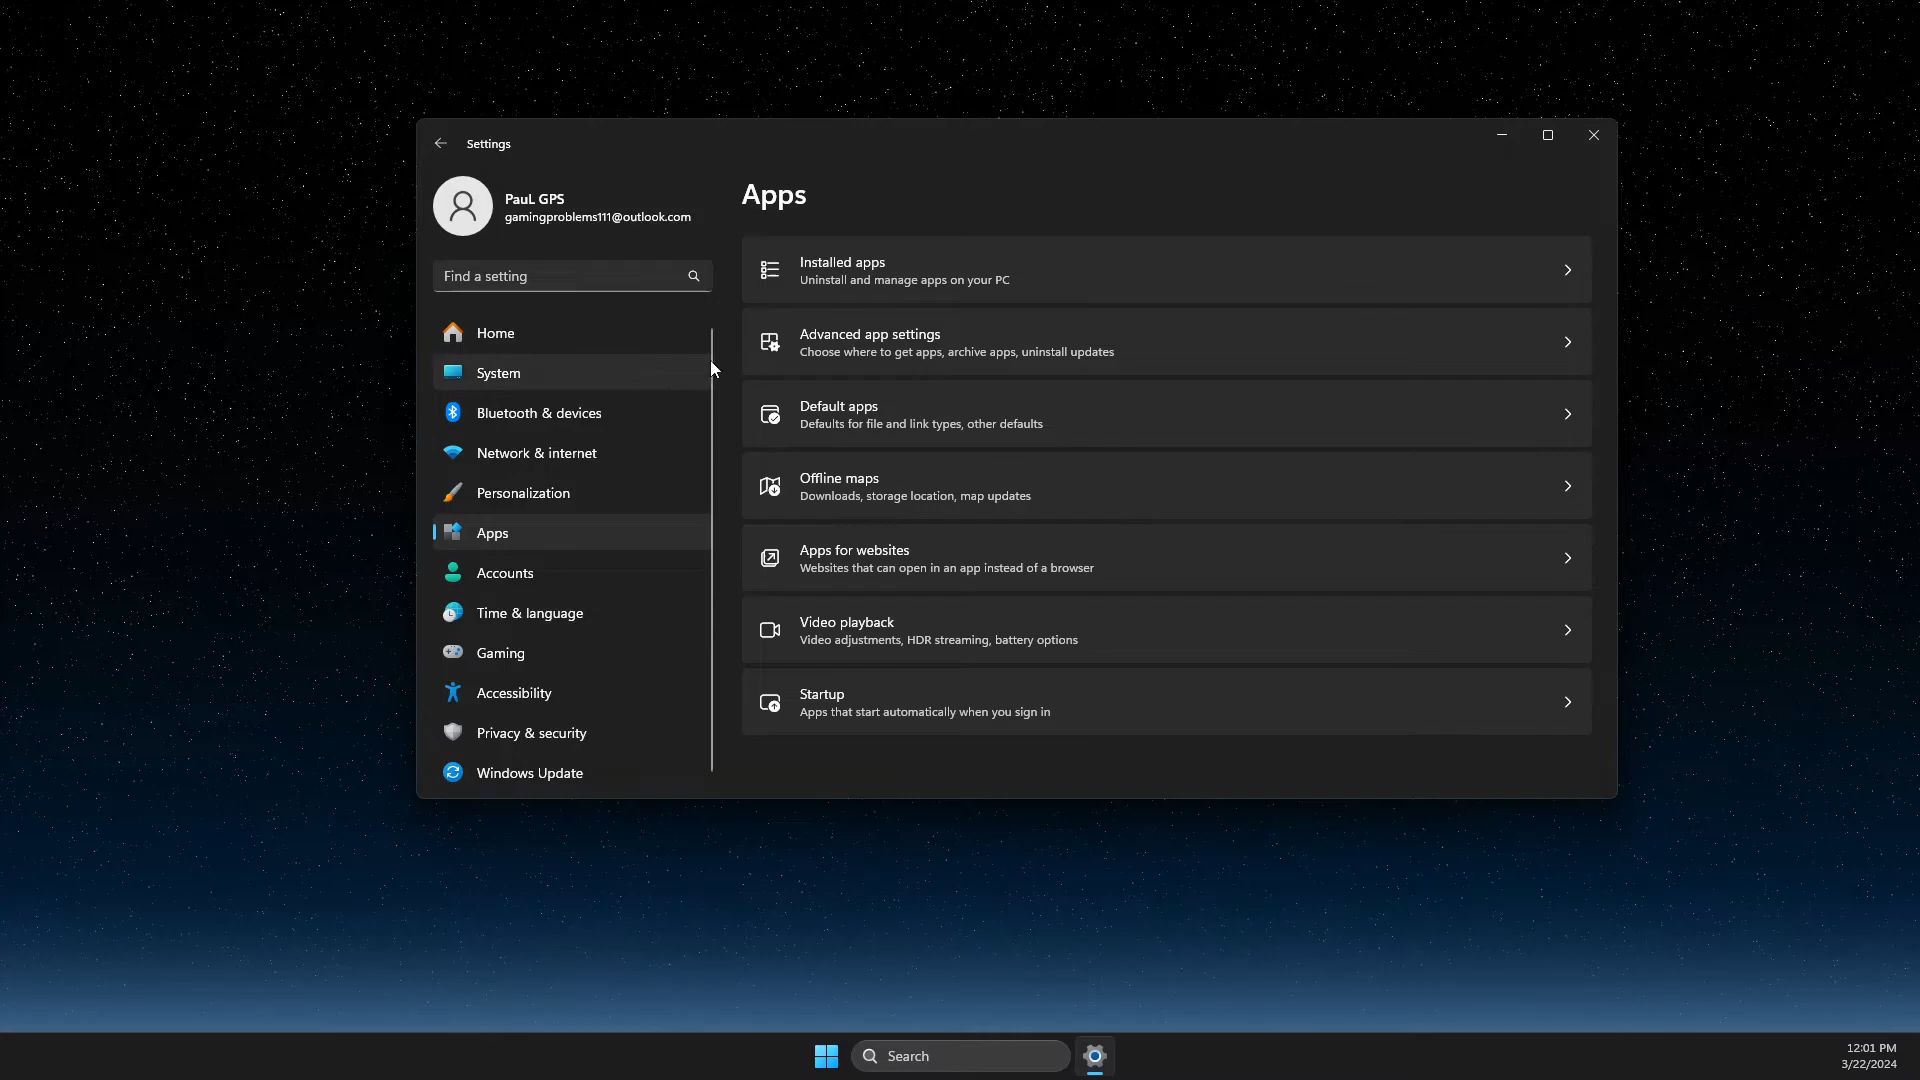 Settings
PauL GPS
gamingproblems111@outlook.com
Find a setting
Home
System
Bluetooth & devices
Network & internet
Personalization
Apps
Accounts
Time & language
Gaming
Accessibility
Privacy & security
Windows Update
Apps
Installed apps
Uninstall and manage apps on your PC
Advanced app settings
Choose where to get apps, archive apps, uninstall updates
Default apps
Defaults for file and link types, other defaults
Offline maps
Downloads, storage location, map updates
Apps for websites
Websites that can open in an app instead of a browser
Video playback
Video adjustments, HDR streaming, battery options
Startup
Apps that start automatically when you sign in
Search
12:01 PM
3/22/2024